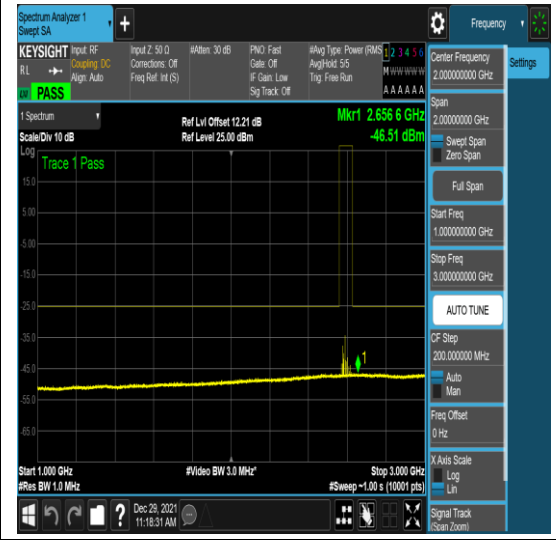 Spectrum Analyzer 1
Swept SA
+
Frequency
KEYSIGHT
Input: RF
Input Z: 50 Ω
#Atten: 30 dB
PNO: Fast
#Avg Type: Power (RMS
1 2 3 4 5 6
RL
Coupling: DC
Corrections: Off
Gate: Off
Avg|Hold: 5/5
M W W W W W
Align: Auto
Freq Ref: Int (S)
IF Gain: Low
Trig: Free Run
Sig Track: Off
A A A A A A
PASS
1 Spectrum
Ref Lvl Offset 12.21 dB
Mkr1 2.656 6 GHz
Scale/Div 10 dB
Ref Level 25.00 dBm
-46.51 dBm
Log
Trace 1 Pass
15.0
5.00
-5.00
-15.0
-25.0
-35.0
1
-45.0
-55.0
-65.0
Start 1.000 GHz
#Video BW 3.0 MHz*
Stop 3.000 GHz
#Res BW 1.0 MHz
#Sweep ~1.00 s (10001 pts)
?
Dec 29, 2021
11:18:31 AM
Center Frequency
2.000000000 GHz
Settings
Span
2.00000000 GHz
Swept Span
Zero Span
Full Span
Start Freq
1.000000000 GHz
Stop Freq
3.000000000 GHz
AUTO TUNE
CF Step
200.000000 MHz
Auto
Man
Freq Offset
0 Hz
X Axis Scale
Log
Lin
Signal Track
(Span Zoom)